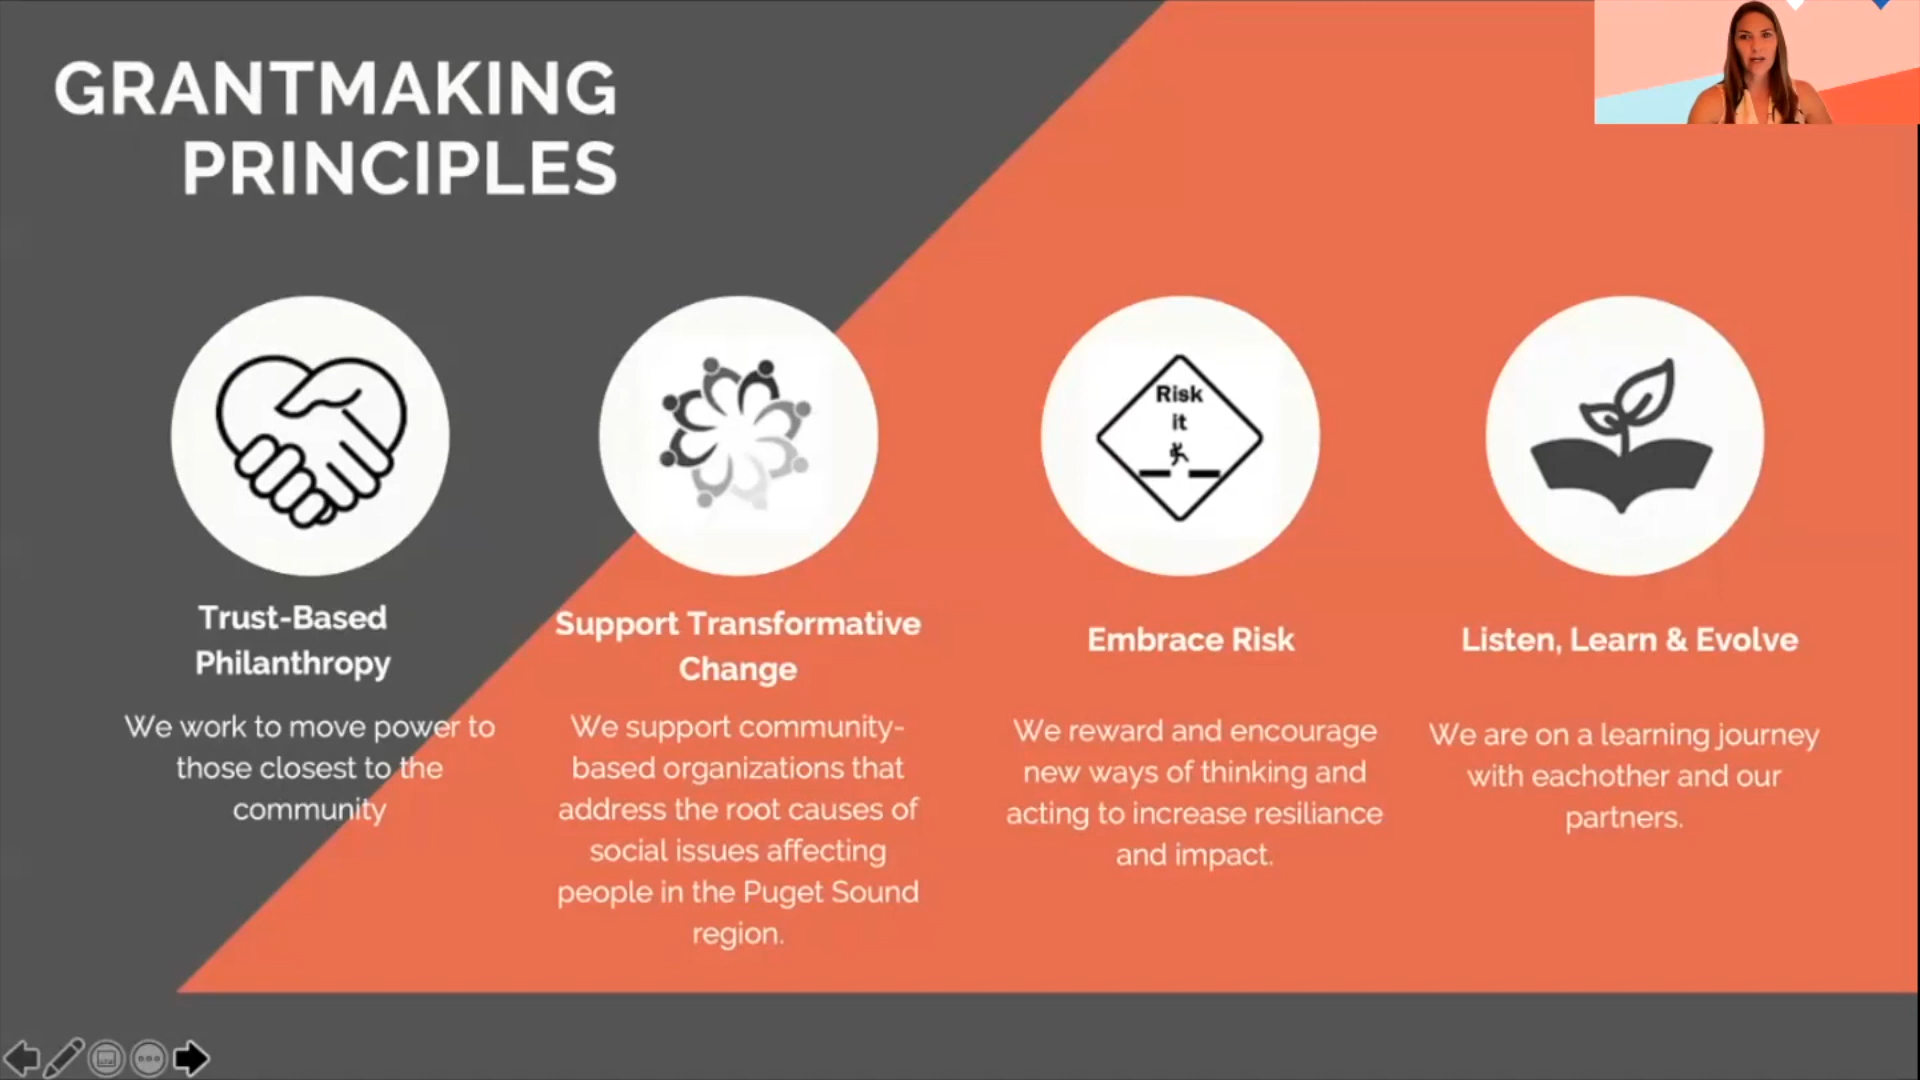 GRANTMAKING
PRINCIPLES
Risk
it
Trust-Based
Philanthropy
We work to move power to
those closest to the
community
Support Transformative
Change
We support community-
based organizations that
address the root causes of
social issues affecting
people in the Puget Sound
region.
Embrace Risk
We reward and encourage
new ways of thinking and
acting to increase resiliance
and impact.
Listen, Learn & Evolve
We are on a learning journey
with eachother and our
partners.